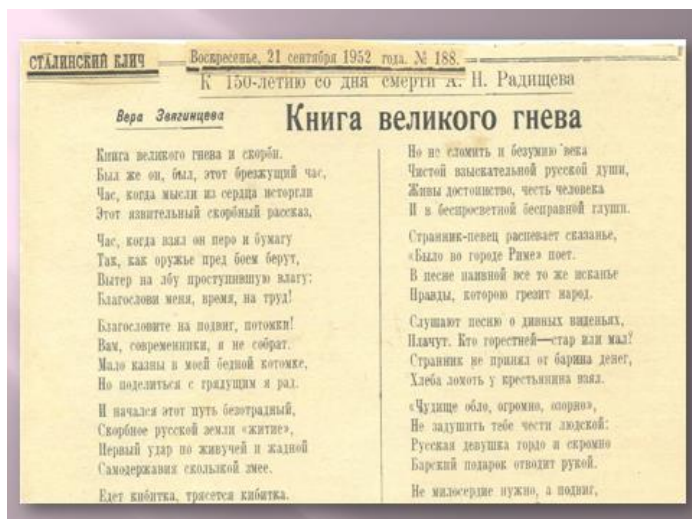 СТАЛИНСКИЙ КЛИЧ
Воскресенье, 21 сентября 1952 года. № 188.
К 150-летию со дня смерти А. Н. Радищева
Вера Звягинцева
Книга великого гнева
Книга великого гнева и скорби.
Был же он, был, этот брезжущий час,
Час, когда мысли из сердца исторгли
Этот язвительный скорбный рассказ,
Час, когда взял он перо и бумагу
Так, как оружье пред боем берут,
Вытер на лбу проступившую влагу:
Благослови меня, время, на труд!
Благословите на подвиг, потомки!
Вам, современники, я не собрат.
Мало казны в моей бедной котомке,
Но поделиться с грядущим я рад.
И начался этот путь безотрадный,
Скорбное русской земли «житие»,
Первый удар по живучей и жадной
Самодержавия скользкой змее.
Едет кибитка, трясется кибитка.
Но не сломить и безумию века
Чистой взыскательной русской души,
Живы достоинство, честь человека
И в беспросветной бесправной глуши.
Странник-певец распевает сказанье,
«Было во городе Риме» поет.
В песне наивной все то же исканье
Правды, которою грезит народ.
Слушают песню о дивных виденьях,
Плачут. Кто горестней—стар или мал?
Странник не принял от барина денег,
Хлеба ломоть у крестьянина взял.
«Чудище обло, огромно, озорно»,
Не задушить тебе чести людской:
Русская девушка гордо и скромно
Барский подарок отводит рукой.
Не милосердие нужно, а подвиг,